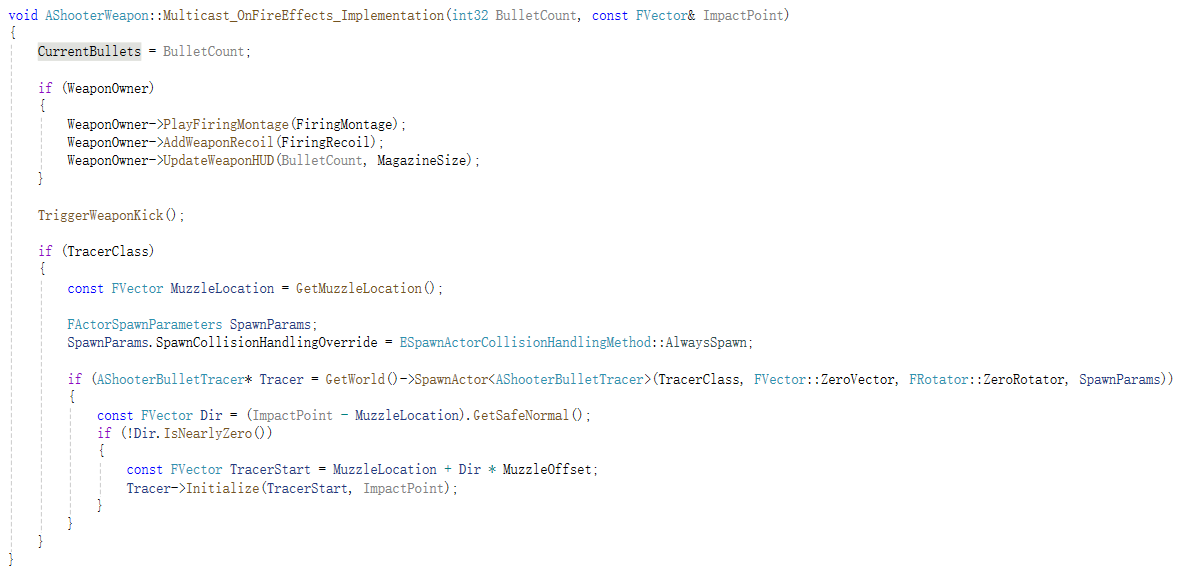 void AShooterWeapon::Multicast_OnFireEffects_Implementation(int32 BulletCount, const FVector& ImpactPoint)
{
    CurrentBullets = BulletCount;

    if (WeaponOwner)
    {
        WeaponOwner->PlayFiringMontage(FiringMontage);
        WeaponOwner->AddWeaponRecoil(FiringRecoil);
        WeaponOwner->UpdateWeaponHUD(BulletCount, MagazineSize);
    }

    TriggerWeaponKick();

    if (TracerClass)
    {
        const FVector MuzzleLocation = GetMuzzleLocation();

        FActorSpawnParameters SpawnParams;
        SpawnParams.SpawnCollisionHandlingOverride = ESpawnActorCollisionHandlingMethod::AlwaysSpawn;

        if (AShooterBulletTracer* Tracer = GetWorld()->SpawnActor<AShooterBulletTracer>(TracerClass, FVector::ZeroVector, FRotator::ZeroRotator, SpawnParams))
        {
            const FVector Dir = (ImpactPoint - MuzzleLocation).GetSafeNormal();
            if (!Dir.IsNearlyZero())
            {
                const FVector TracerStart = MuzzleLocation + Dir * MuzzleOffset;
                Tracer->Initialize(TracerStart, ImpactPoint);
            }
        }
    }
}